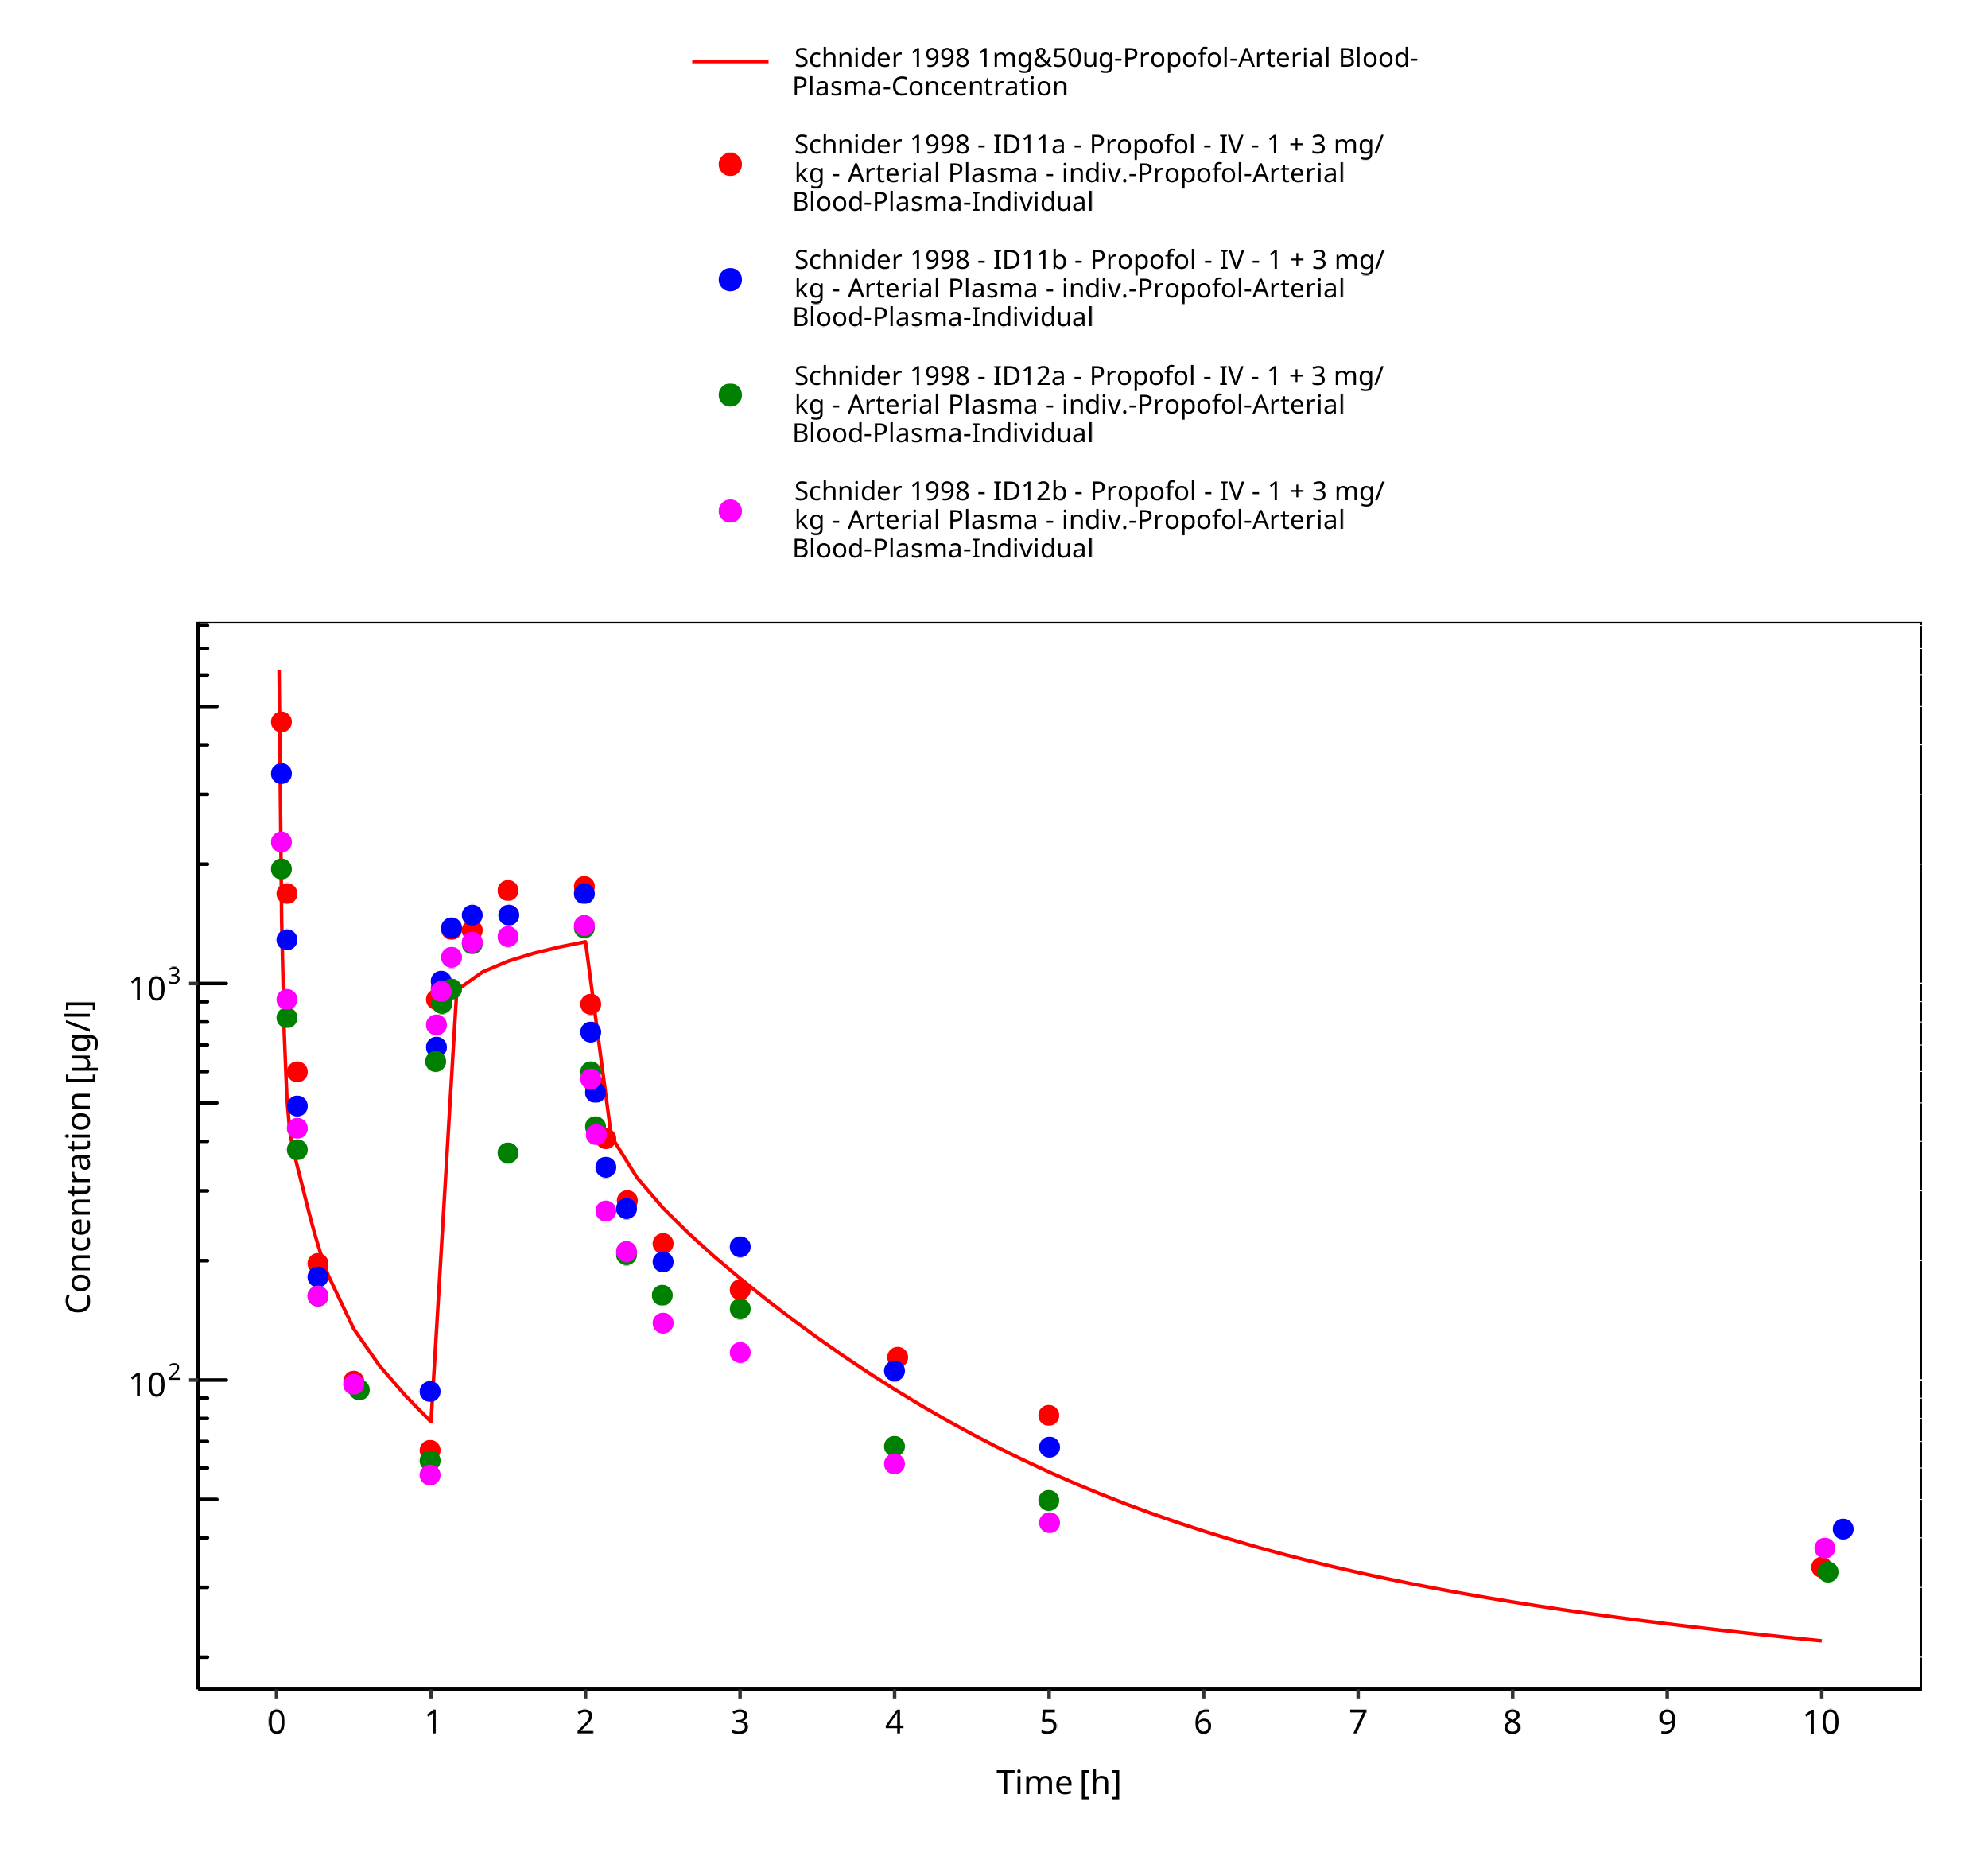 Schnider 1998 1mg&50ug-Propofol-Arterial Blood-
Plasma-Concentration
Schnider 1998 - ID11a - Propofol - IV - 1 + 3 mg/
kg - Arterial Plasma - indiv.-Propofol-Arterial
Blood-Plasma-Individual
Schnider 1998 - ID11b - Propofol - IV - 1 + 3 mg/
kg - Arterial Plasma - indiv.-Propofol-Arterial
Blood-Plasma-Individual
Schnider 1998 - ID12a - Propofol - IV - 1 + 3 mg/
kg - Arterial Plasma - indiv.-Propofol-Arterial
Blood-Plasma-Individual
Schnider 1998 - ID12b - Propofol - IV - 1 + 3 mg/
kg - Arterial Plasma - indiv.-Propofol-Arterial
Blood-Plasma-Individual
10³
10²
Concentration [µg/l]
0 1 2 3 4 5 6 7 8 9 10
Time [h]